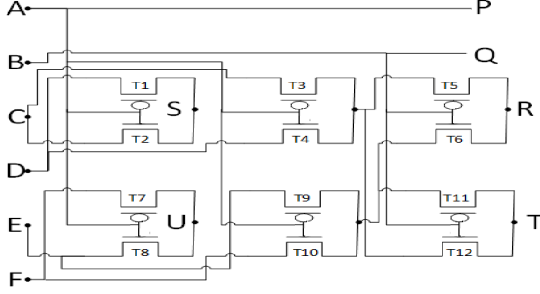 A P
B Q
T1 T3 T5
C S R
T2 T4 T6
D
T7 T9 T11
E U T
T8 T10 T12
F